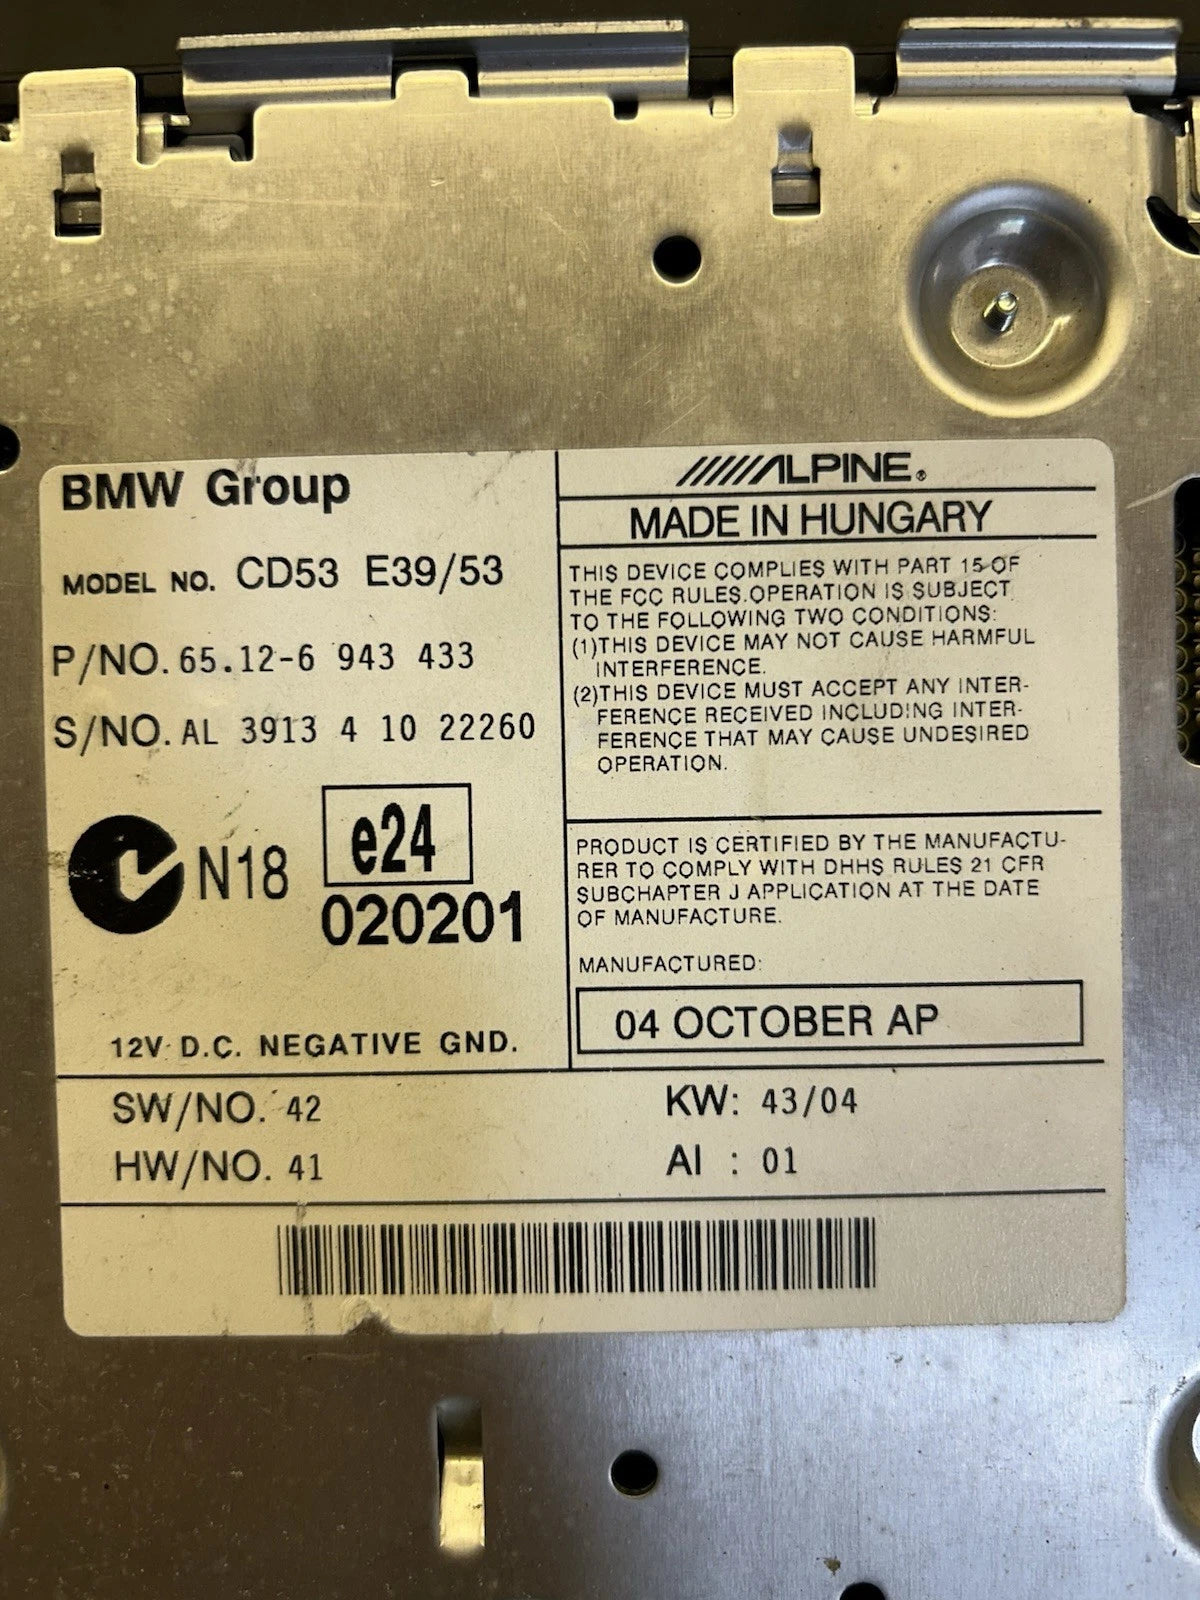 BMW Group
MODEL NO. CD53 E39/53
P/NO. 65.12-6 943 433
S/NO. AL 3913 4 10 22260
N18
e24
020201
12V D.C. NEGATIVE GND.
ALPINE®
MADE IN HUNGARY
THIS DEVICE COMPLIES WITH PART 15 OF
THE FCC RULES.OPERATION IS SUBJECT
TO THE FOLLOWING TWO CONDITIONS:
(1)THIS DEVICE MAY NOT CAUSE HARMFUL
INTERFERENCE.
(2)THIS DEVICE MUST ACCEPT ANY INTER-
FERENCE RECEIVED INCLUDING INTER-
FERENCE THAT MAY CAUSE UNDESIRED
OPERATION.
PRODUCT IS CERTIFIED BY THE MANUFACTU-
RER TO COMPLY WITH DHHS RULES 21 CFR
SUBCHAPTER J APPLICATION AT THE DATE
OF MANUFACTURE.
MANUFACTURED:
04 OCTOBER AP
SW/NO. 42 KW: 43/04
HW/NO. 41 AI : 01